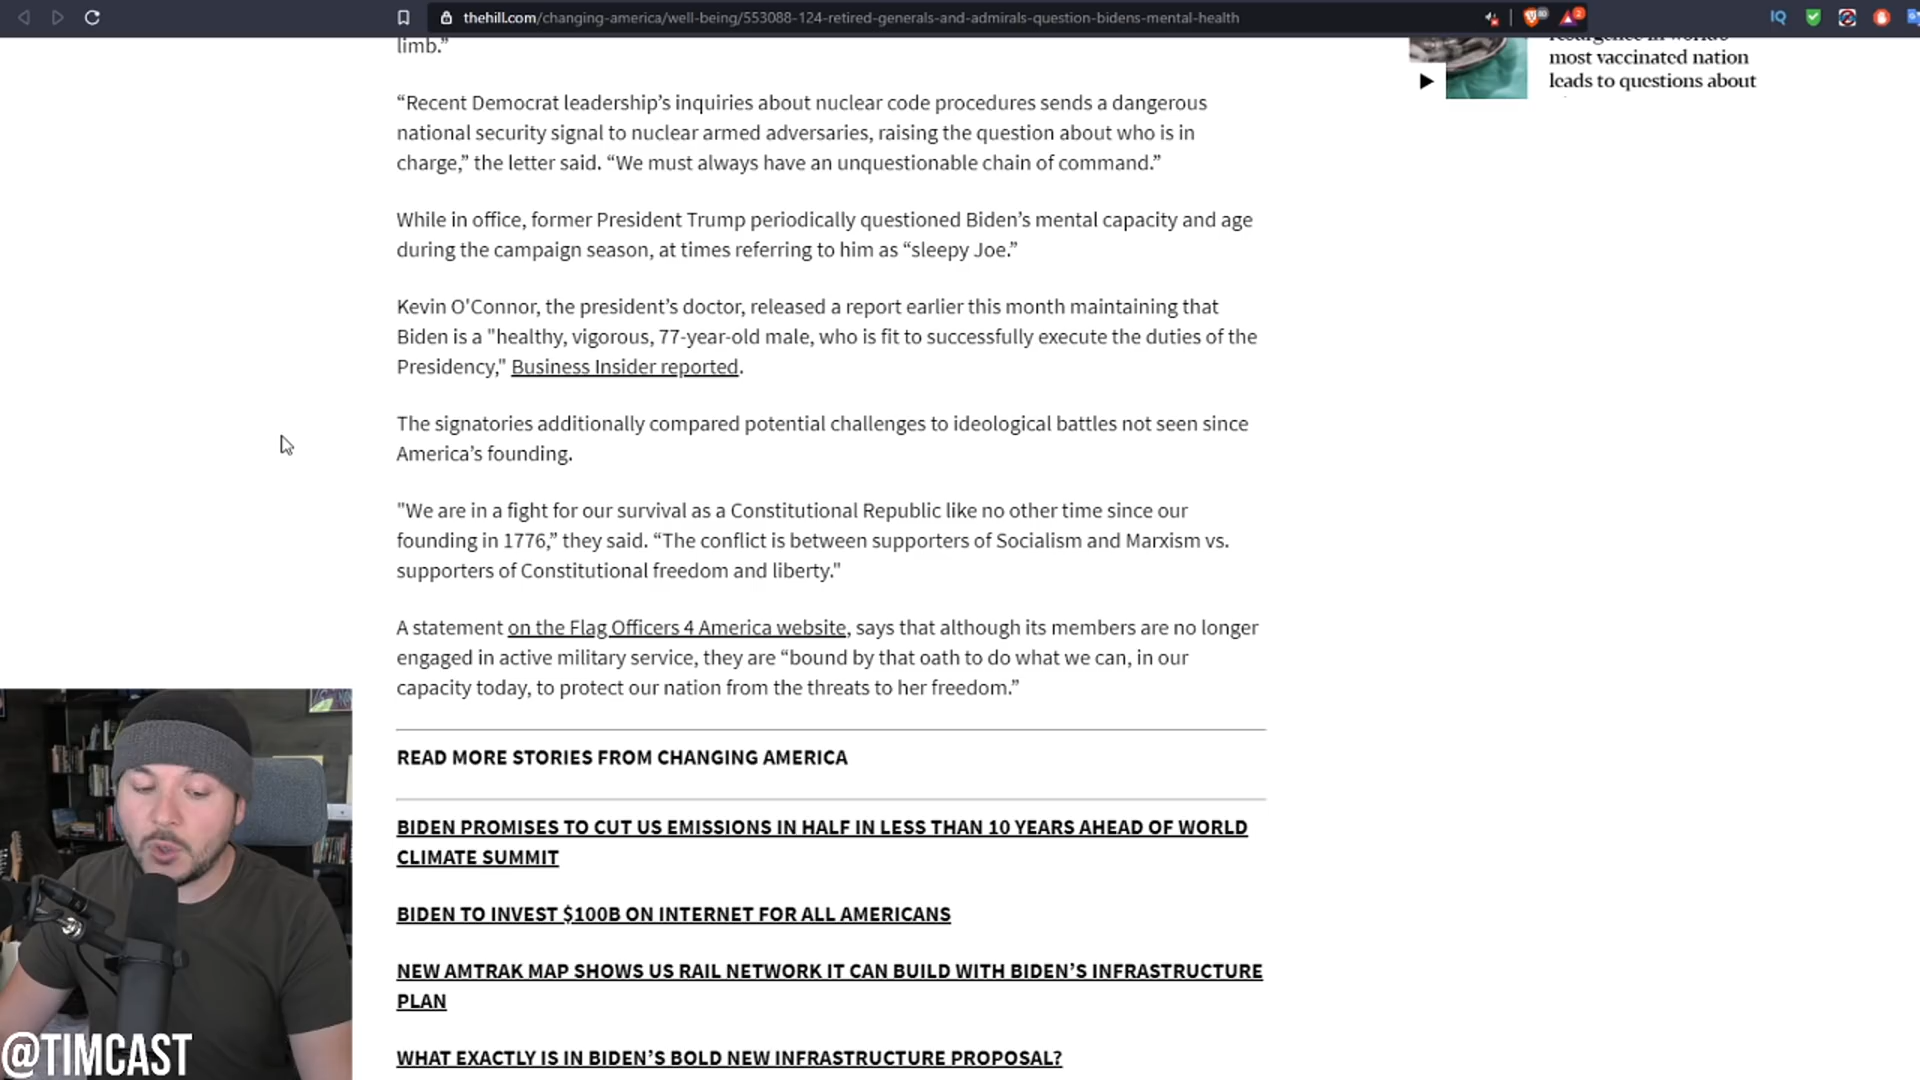 thehill.com/changing-america/well-being/553088-124-retired-generals-and-admirals-question-bidens-mental-health
limb.”
“Recent Democrat leadership’s inquiries about nuclear code procedures sends a dangerous
national security signal to nuclear armed adversaries, raising the question about who is in
charge,” the letter said. “We must always have an unquestionable chain of command.”
While in office, former President Trump periodically questioned Biden’s mental capacity and age
during the campaign season, at times referring to him as “sleepy Joe.”
Kevin O'Connor, the president’s doctor, released a report earlier this month maintaining that
Biden is a "healthy, vigorous, 77-year-old male, who is fit to successfully execute the duties of the
Presidency," Business Insider reported.
The signatories additionally compared potential challenges to ideological battles not seen since
America’s founding.
"We are in a fight for our survival as a Constitutional Republic like no other time since our
founding in 1776,” they said. “The conflict is between supporters of Socialism and Marxism vs.
supporters of Constitutional freedom and liberty."
A statement on the Flag Officers 4 America website, says that although its members are no longer
engaged in active military service, they are “bound by that oath to do what we can, in our
capacity today, to protect our nation from the threats to her freedom.”
READ MORE STORIES FROM CHANGING AMERICA
BIDEN PROMISES TO CUT US EMISSIONS IN HALF IN LESS THAN 10 YEARS AHEAD OF WORLD
CLIMATE SUMMIT
BIDEN TO INVEST $100B ON INTERNET FOR ALL AMERICANS
NEW AMTRAK MAP SHOWS US RAIL NETWORK IT CAN BUILD WITH BIDEN’S INFRASTRUCTURE
PLAN
WHAT EXACTLY IS IN BIDEN’S BOLD NEW INFRASTRUCTURE PROPOSAL?
most vaccinated nation
leads to questions about
IQ
@TIMCAST